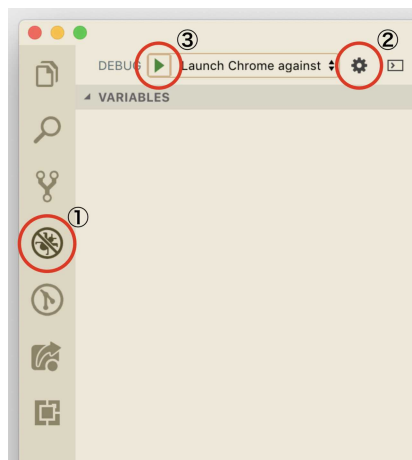 ③ ②
DEBUG Launch Chrome against
VARIABLES
①